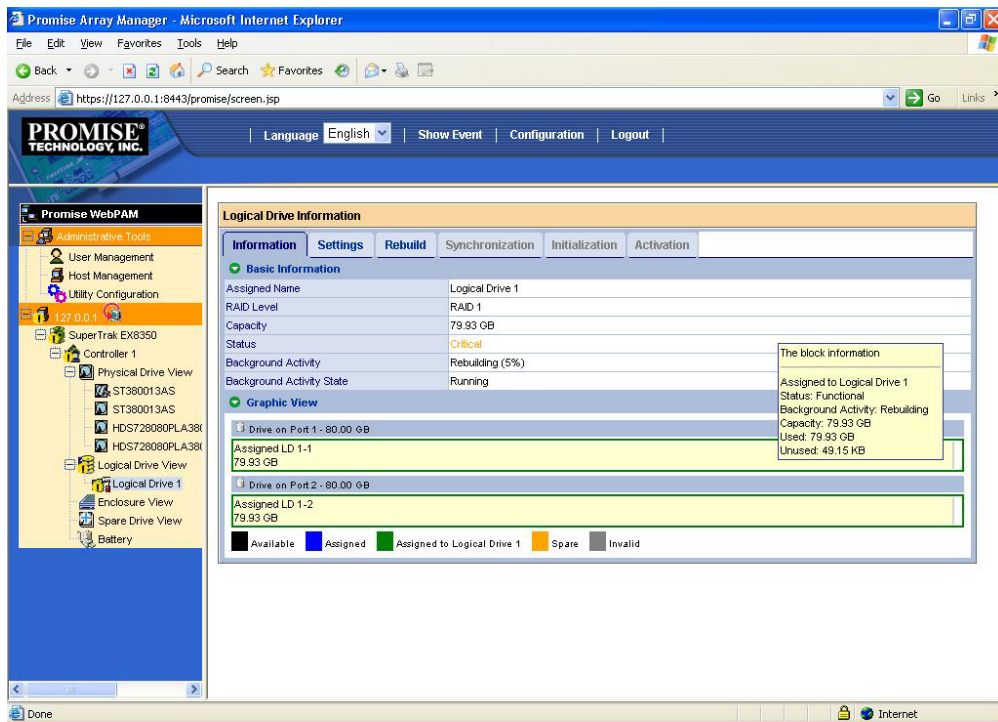 Promise Array Manager - Microsoft Internet Explorer
File Edit View Favorites Tools Help
Back Search Favorites
Address https://127.0.0.1:8443/promise/screen.jsp Go Links
PROMISE®
TECHNOLOGY, INC.
| Language English | Show Event | Configuration | Logout |
Promise WebPAM
Administrative Tools
User Management
Host Management
Utility Configuration
127.0.0.1
SuperTrak EX8350
Controller 1
Physical Drive View
ST380013AS
ST380013AS
HDS728080PLA38
HDS728080PLA38
Logical Drive View
Logical Drive 1
Enclosure View
Spare Drive View
Battery
Logical Drive Information
Information Settings Rebuild Synchronization Initialization Activation
Basic Information
Assigned Name Logical Drive 1
RAID Level RAID 1
Capacity 79.93 GB
Status Critical
Background Activity Rebuilding (5%)
Background Activity State Running
Graphic View
Drive on Port 1 - 80.00 GB
Assigned LD 1-1
79.93 GB
Drive on Port 2 - 80.00 GB
Assigned LD 1-2
79.93 GB
Available Assigned Assigned to Logical Drive 1 Spare Invalid
The block information
Assigned to Logical Drive 1
Status: Functional
Background Activity: Rebuilding
Capacity: 79.93 GB
Used: 79.93 GB
Unused: 49.15 KB
Done Internet